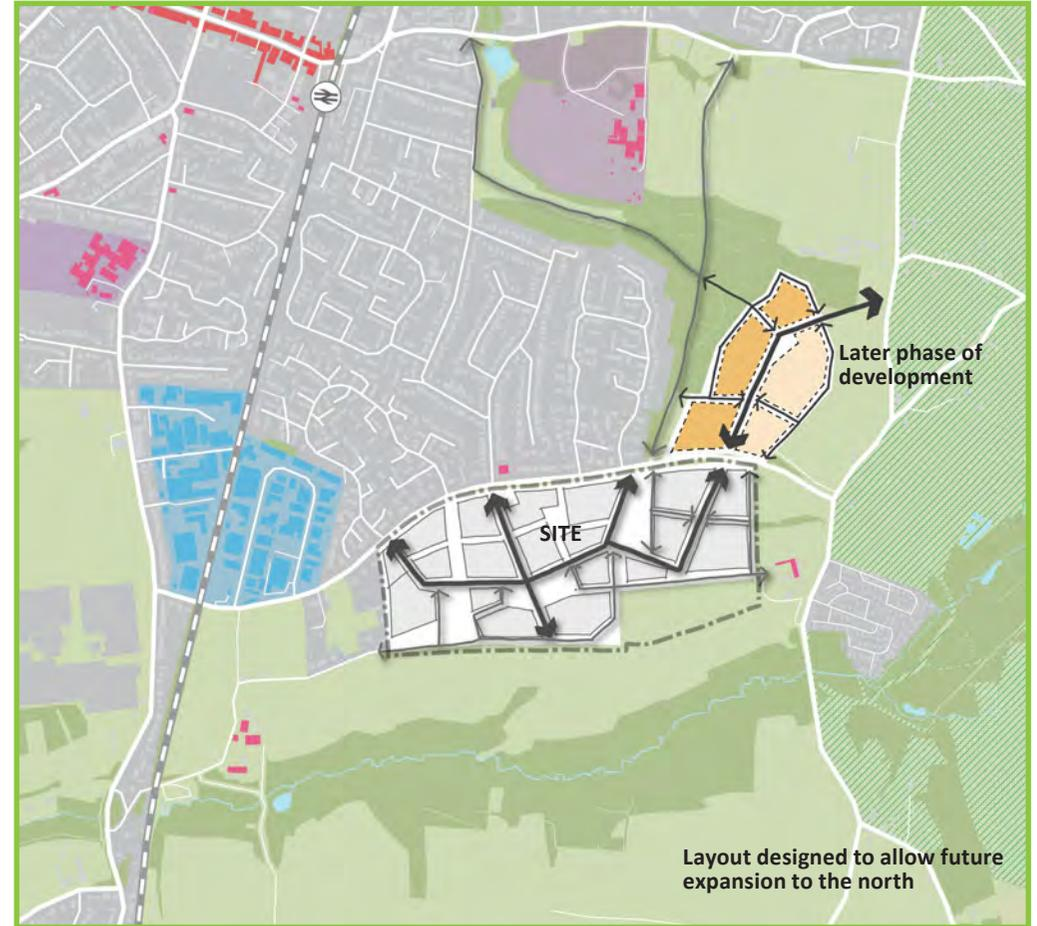 Later phase of
development
SITE
Layout designed to allow future
expansion to the north